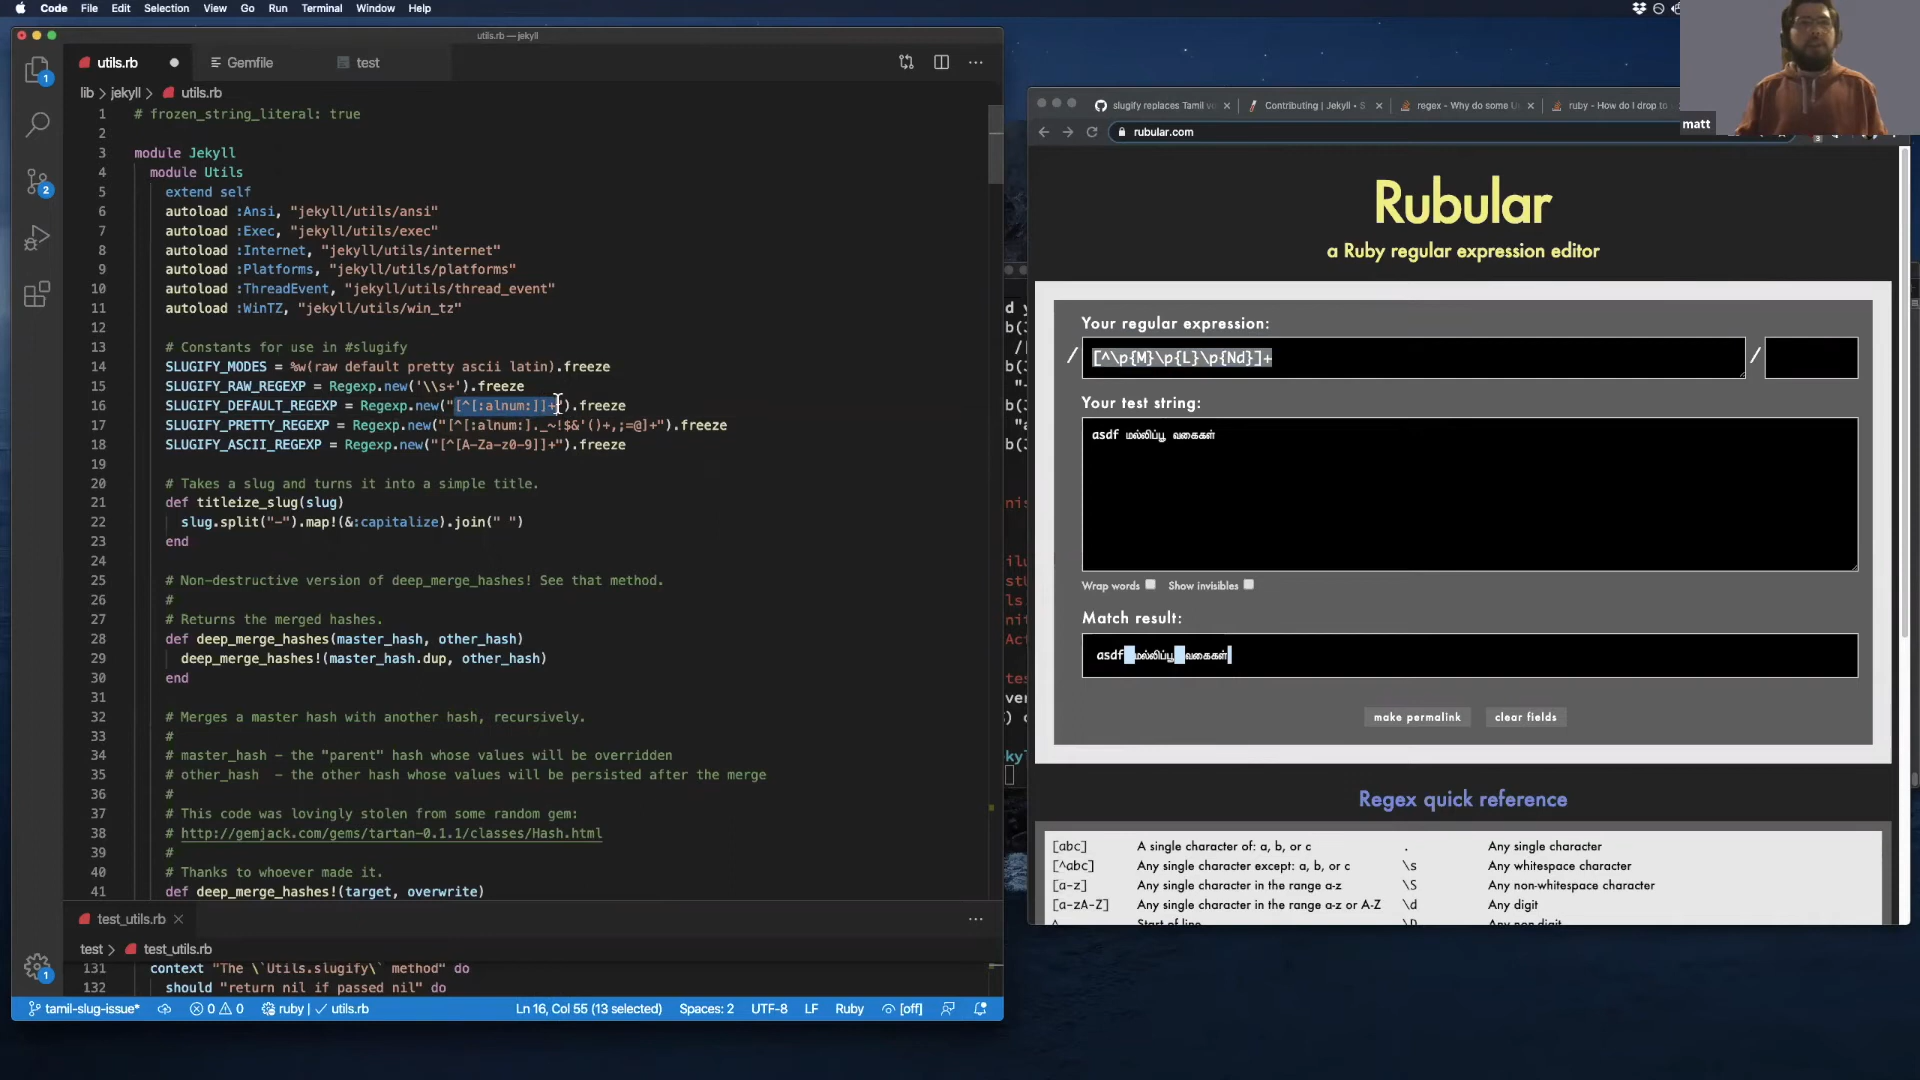 Code File Edit Selection View Go Run Terminal Window Help
utils.rb — jekyll
utils.rb Gemfile test
lib > jekyll > utils.rb
1 # frozen_string_literal: true
2
3 module Jekyll
4 module Utils
5 extend self
6 autoload :Ansi, "jekyll/utils/ansi"
7 autoload :Exec, "jekyll/utils/exec"
8 autoload :Internet, "jekyll/utils/internet"
9 autoload :Platforms, "jekyll/utils/platforms"
10 autoload :ThreadEvent, "jekyll/utils/thread_event"
11 autoload :WinTZ, "jekyll/utils/win_tz"
12
13 # Constants for use in #slugify
14 SLUGIFY_MODES = %w(raw default pretty ascii latin).freeze
15 SLUGIFY_RAW_REGEXP = Regexp.new('\\s+').freeze
16 SLUGIFY_DEFAULT_REGEXP = Regexp.new("[^[:alnum:]]+").freeze
17 SLUGIFY_PRETTY_REGEXP = Regexp.new("[^[:alnum:]._~!$&'()+,;=@]+").freeze
18 SLUGIFY_ASCII_REGEXP = Regexp.new("[^[A-Za-z0-9]]+").freeze
19
20 # Takes a slug and turns it into a simple title.
21 def titleize_slug(slug)
22 slug.split("-").map!(&:capitalize).join(" ")
23 end
24
25 # Non-destructive version of deep_merge_hashes! See that method.
26 #
27 # Returns the merged hashes.
28 def deep_merge_hashes(master_hash, other_hash)
29 deep_merge_hashes!(master_hash.dup, other_hash)
30 end
31
32 # Merges a master hash with another hash, recursively.
33 #
34 # master_hash - the "parent" hash whose values will be overridden
35 # other_hash - the other hash whose values will be persisted after the merge
36 #
37 # This code was lovingly stolen from some random gem:
38 # http://gemjack.com/gems/tartan-0.1.1/classes/Hash.html
39 #
40 # Thanks to whoever made it.
41 def deep_merge_hashes!(target, overwrite)
test_utils.rb
test > test_utils.rb
131 context "The \`Utils.slugify\` method" do
132 should "return nil if passed nil" do
tamil-slug-issue* 0 0 ruby | ✓ utils.rb Ln 16, Col 55 (13 selected) Spaces: 2 UTF-8 LF Ruby [off]
matt
slugify replaces Tamil Contributing | Jekyll • S regex - Why do some U ruby - How do I drop to
rubular.com
Rubular
a Ruby regular expression editor
Your regular expression:
/ [^\p{M}\p{L}\p{Nd}]+ /
Your test string:
asdf மல்லிப்பூ வகைகள்
Wrap words Show invisibles
Match result:
asdf மல்லிப்பூ வகைகள்
make permalink clear fields
Regex quick reference
[abc] A single character of: a, b, or c . Any single character
[^abc] Any single character except: a, b, or c \s Any whitespace character
[a-z] Any single character in the range a-z \S Any non-whitespace character
[a-zA-Z] Any single character in the range a-z or A-Z \d Any digit
^ Start of line \D Any non-digit